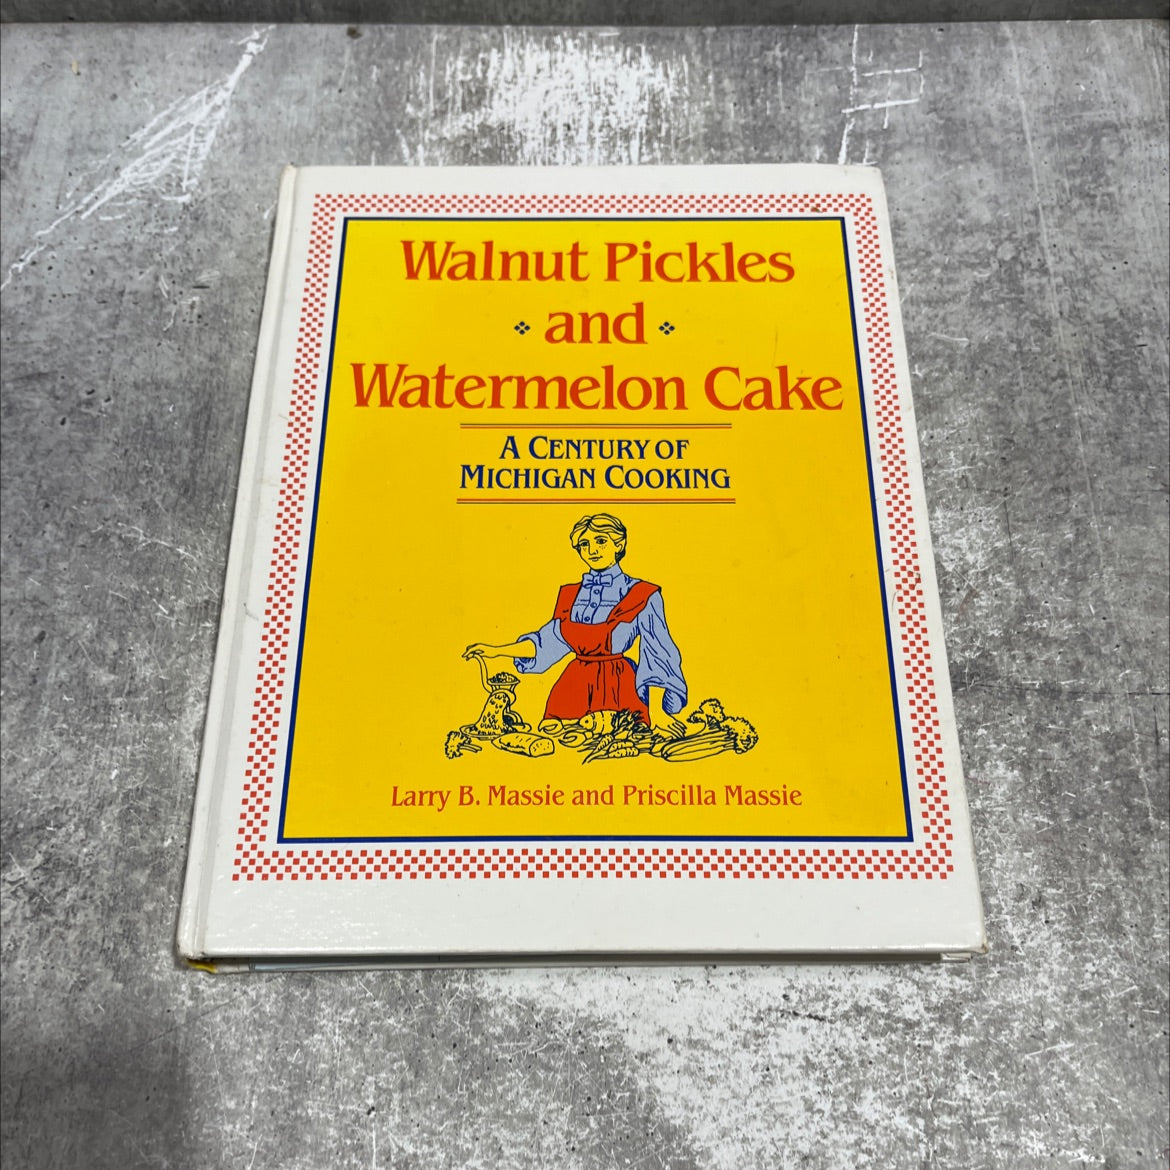 Walnut Pickles
and
Watermelon Cake
A CENTURY OF
MICHIGAN COOKING
Larry B. Massie and Priscilla Massie